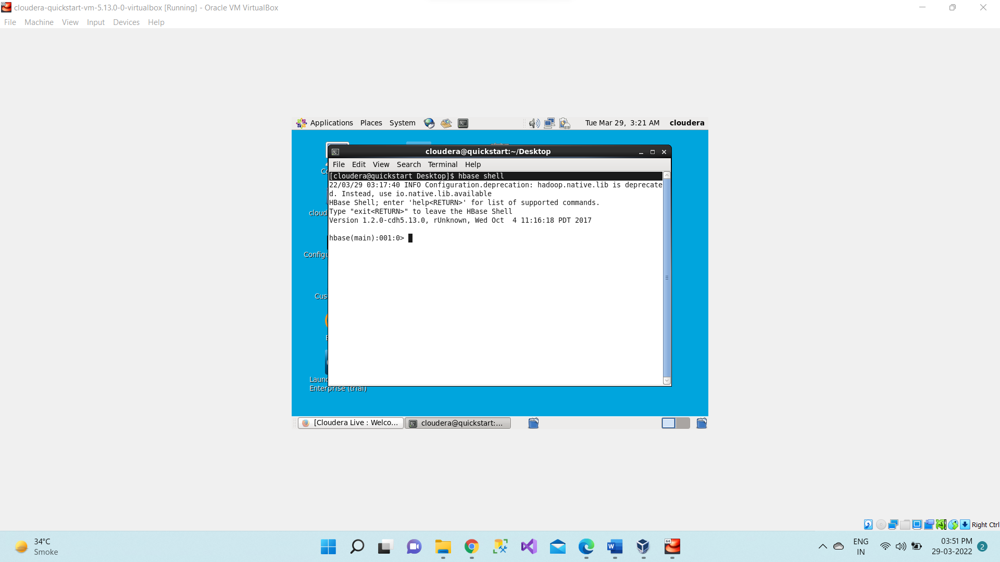 cloudera-quickstart-vm-5.13.0-0-virtualbox [Running] - Oracle VM VirtualBox
File Machine View Input Devices Help
Applications Places System Tue Mar 29, 3:21 AM cloudera
cloudera@quickstart:~/Desktop
File Edit View Search Terminal Help
[cloudera@quickstart Desktop]$ hbase shell
22/03/29 03:17:40 INFO Configuration.deprecation: hadoop.native.lib is deprecate
d. Instead, use io.native.lib.available
HBase Shell; enter 'help<RETURN>' for list of supported commands.
Type "exit<RETURN>" to leave the HBase Shell
Version 1.2.0-cdh5.13.0, rUnknown, Wed Oct  4 11:16:18 PDT 2017
hbase(main):001:0>
cloud
Config
Cus
Laun
Enterprise (trial)
[Cloudera Live : Welco... cloudera@quickstart:...
Right Ctrl
34°C
Smoke
ENG
IN
03:51 PM
29-03-2022
2